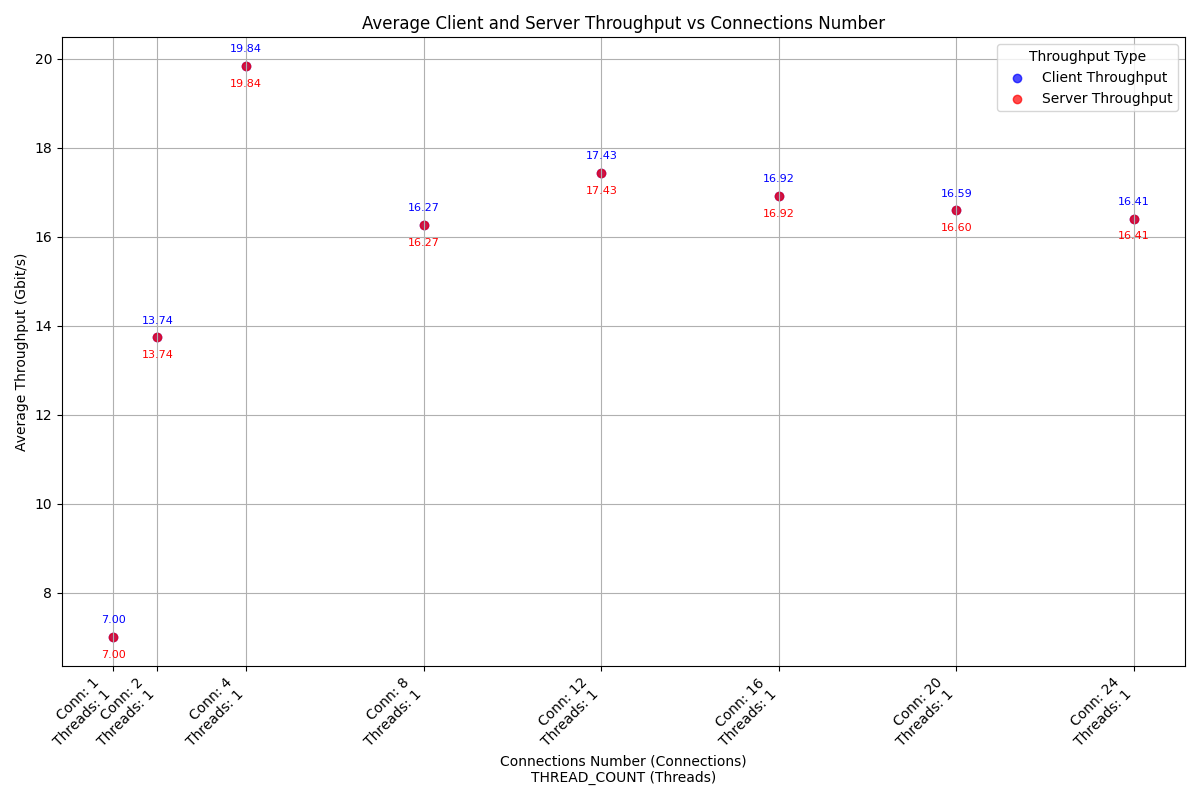 Average Client and Server Throughput vs Connections Number
Throughput Type
Client Throughput
Server Throughput
Average Throughput (Gbit/s)
20
18
16
14
12
10
8
7.00
7.00
13.74
13.74
19.84
19.84
16.27
16.27
17.43
17.43
16.92
16.92
16.59
16.60
16.41
16.41
Conn: 1
Threads: 1
Conn: 2
Threads: 1
Conn: 4
Threads: 1
Conn: 8
Threads: 1
Conn: 12
Threads: 1
Conn: 16
Threads: 1
Conn: 20
Threads: 1
Conn: 24
Threads: 1
Connections Number (Connections)
THREAD_COUNT (Threads)